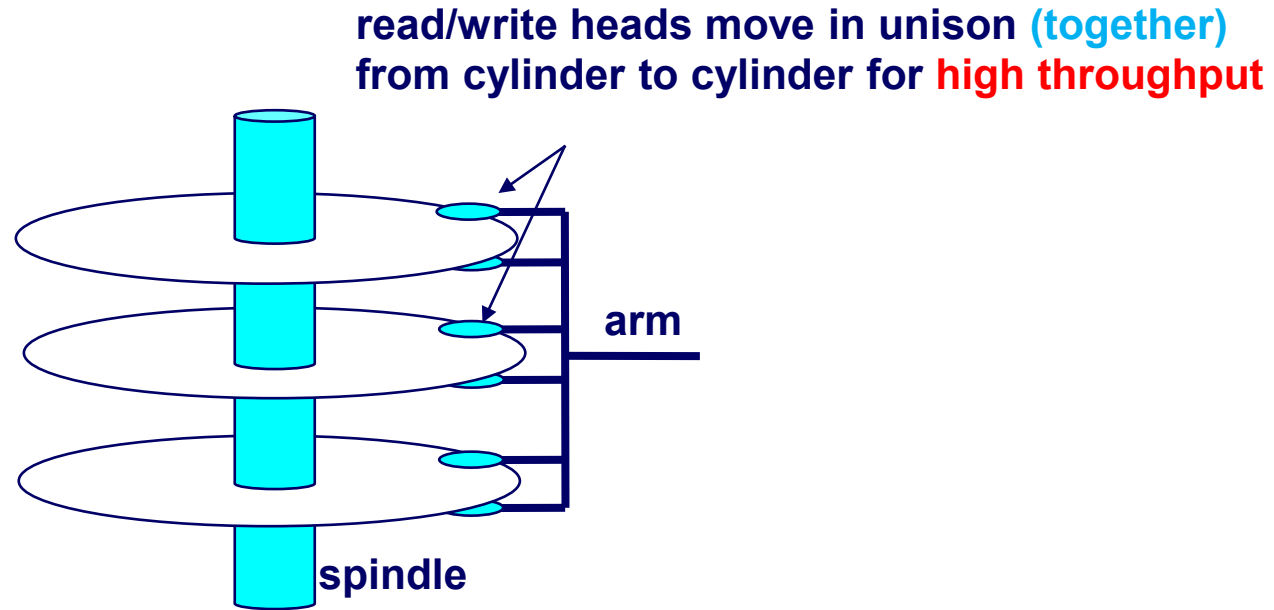 read/write heads move in unison (together)
from cylinder to cylinder for high throughput
arm
spindle